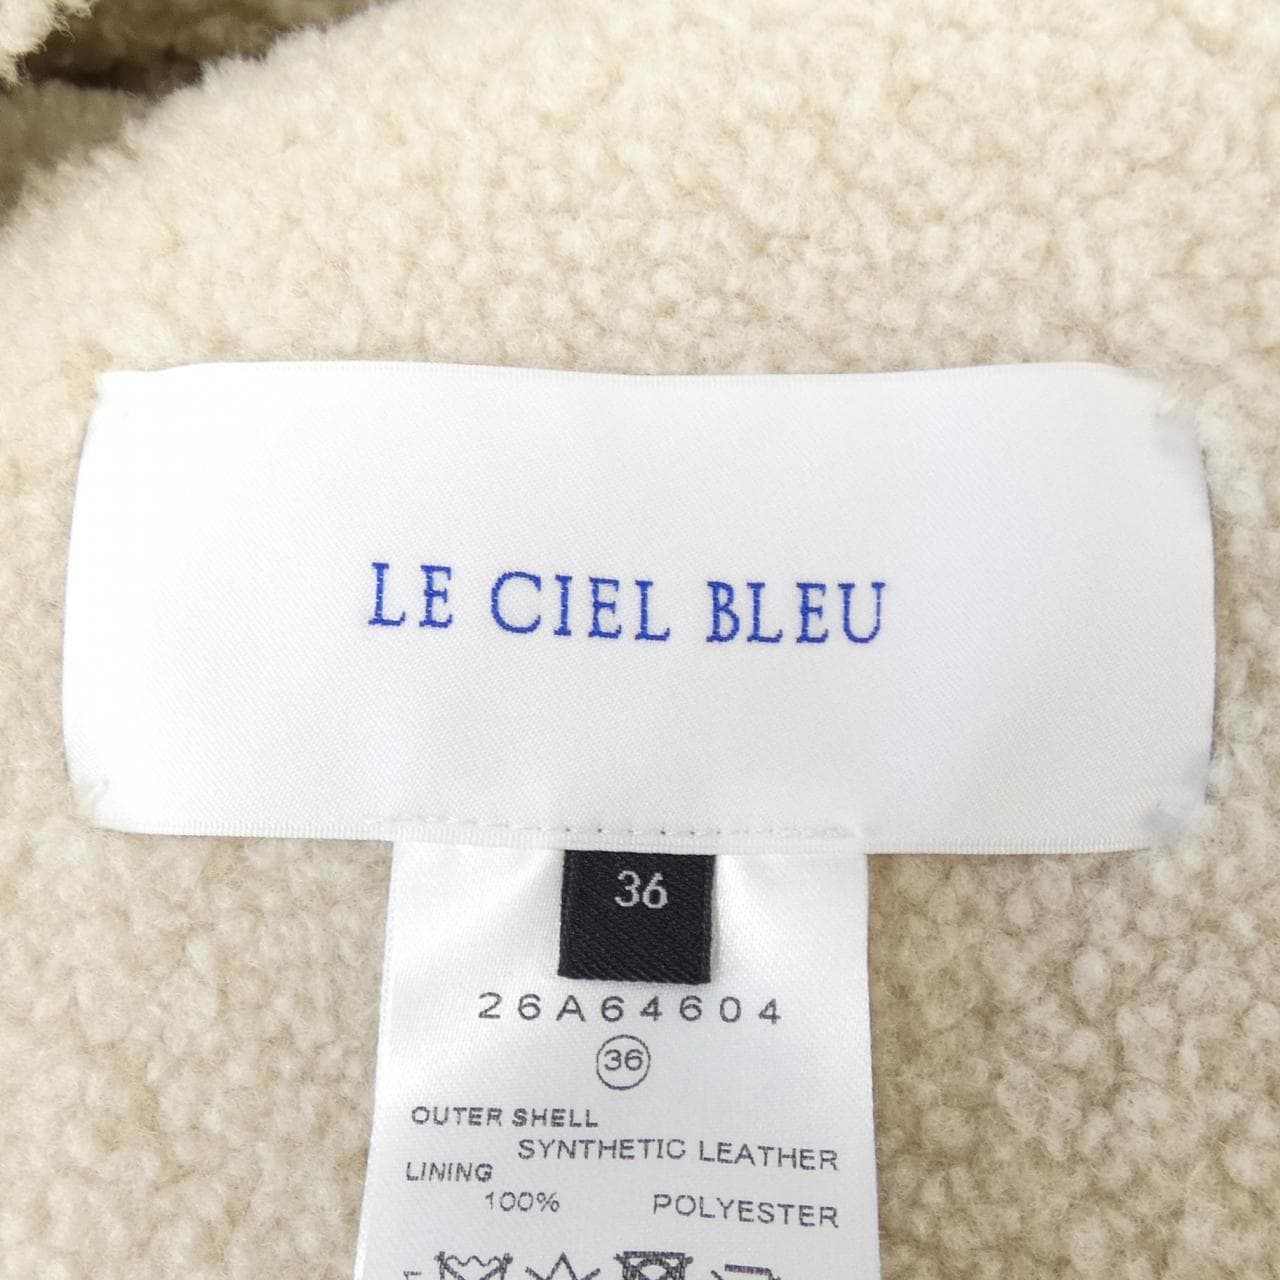 LE CIEL BLEU
36
26A64604
36
OUTER SHELL
SYNTHETIC LEATHER
LINING
100% POLYESTER